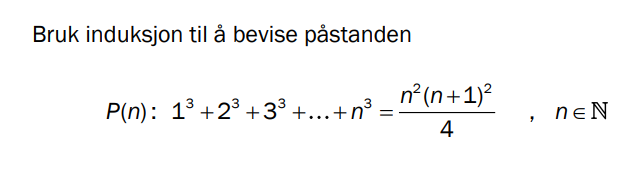 Bruk induksjon til å bevise påstanden
P(n): 1³ + 2³ + 3³ + ... + n³ = n²(n+1)²/4 , n ∈ ℕ